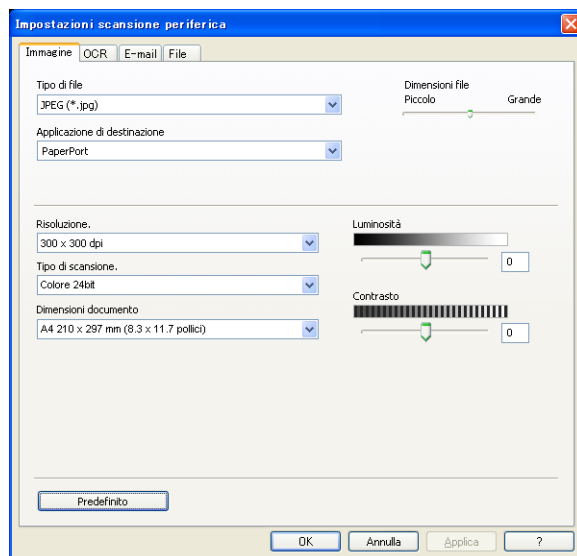 Impostazioni scansione periferica
Immagine OCR E-mail File
Tipo di file
JPEG (*.jpg)
Dimensioni file
Piccolo Grande
Applicazione di destinazione
PaperPort
Risoluzione.
300 x 300 dpi
Tipo di scansione.
Colore 24bit
Dimensioni documento
A4 210 x 297 mm (8.3 x 11.7 pollici)
Luminosità
0
Contrasto
0
Predefinito
OK Annulla Applica ?